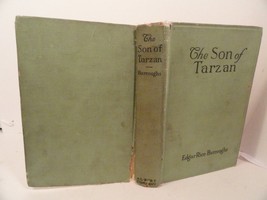 The
Son of
Tarzan
Burroughs
The Son of
Tarzan
Edgar Rice Burroughs